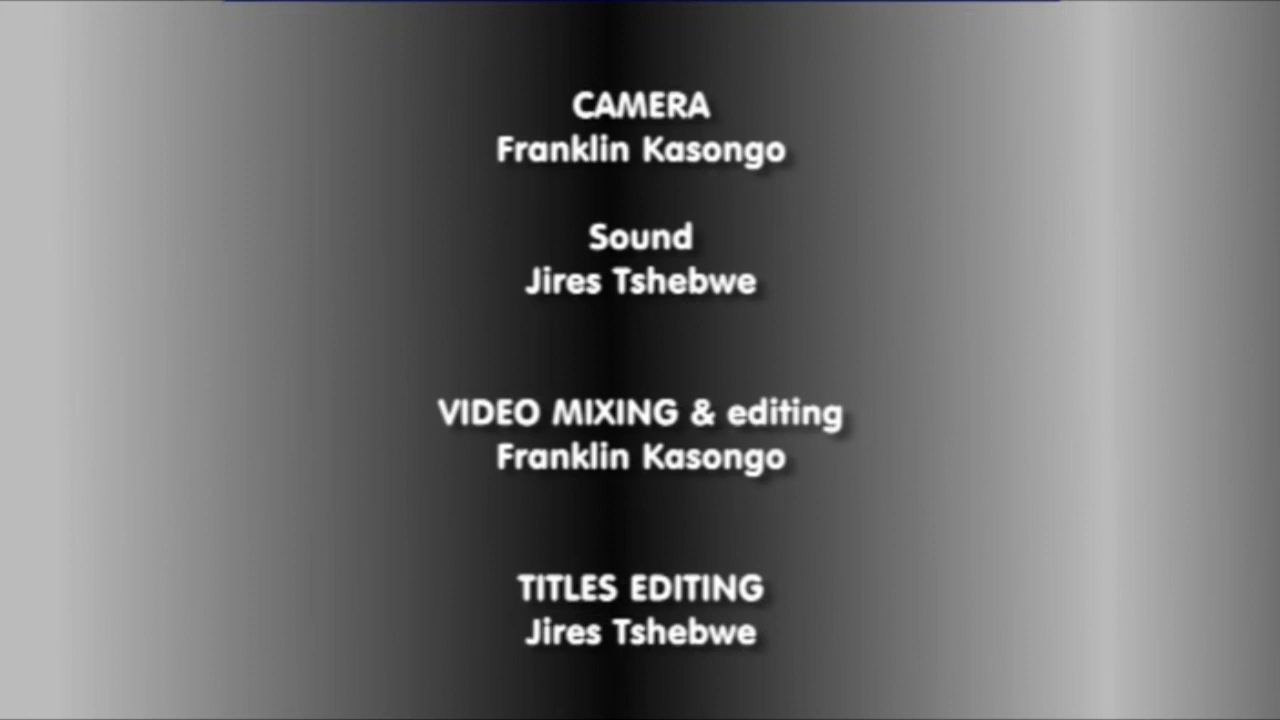 CAMERA
Franklin Kasongo
Sound
Jires Tshebwe
VIDEO MIXING & editing
Franklin Kasongo
TITLES EDITING
Jires Tshebwe